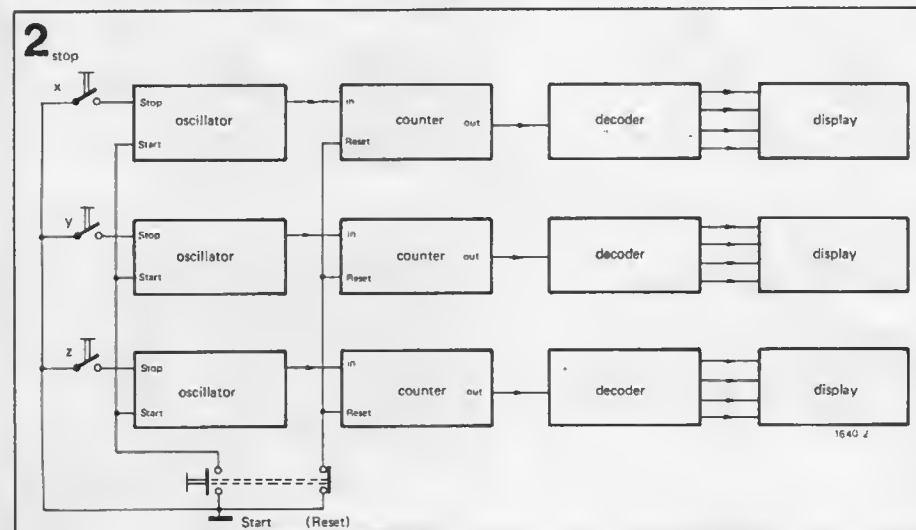 2
stop
x
Stop
oscillator
Start
in
counter
out
Reset
decoder
display
y
Stop
oscillator
Start
in
counter
out
Reset
decoder
display
z
Stop
oscillator
Start
in
counter
out
Reset
decoder
display
1640 2
Start (Reset)